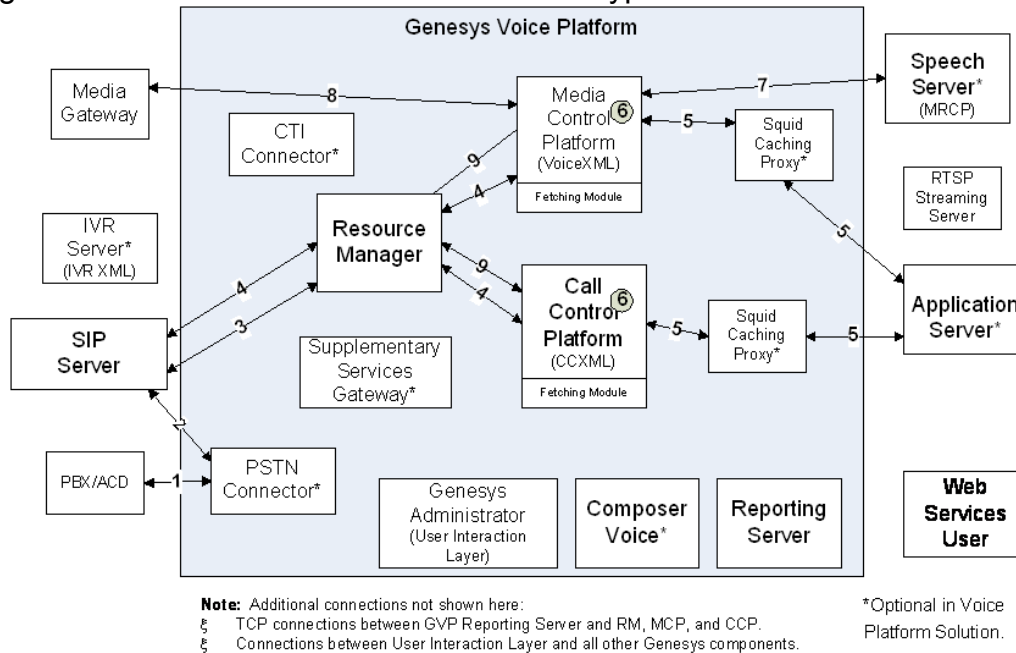 Genesys Voice Platform
Media
Gateway
8
CTI
Connector*
Media
Control
Platform
(VoiceXML)
6
Fetching Module
7
Speech
Server*
(MRCP)
5
Squid
Caching
Proxy*
RTSP
Streaming
Server
9
4
Resource
Manager
IVR
Server*
(IVR XML)
4
3
9
4
5
Call
Control
Platform
(CCXML)
6
Fetching Module
5
Squid
Caching
Proxy*
5
Application
Server*
SIP
Server
Supplementary
Services
Gateway*
2
PBX/ACD
1
PSTN
Connector*
Genesys
Administrator
(User Interaction
Layer)
Composer
Voice*
Reporting
Server
Web
Services
User
Note: Additional connections not shown here:
ξ TCP connections between GVP Reporting Server and RM, MCP, and CCP.
ξ Connections between User Interaction Layer and all other Genesys components.
*Optional in Voice
Platform Solution.